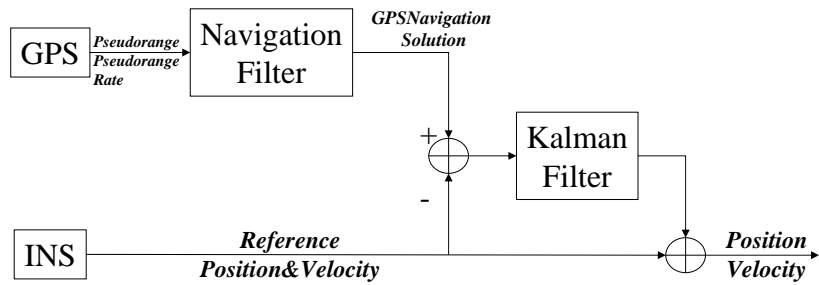 GPS
Pseudorange
Pseudorange
Rate
Navigation
Filter
GPSNavigation
Solution
+
-
Kalman
Filter
INS
Reference
Position&Velocity
Position
Velocity